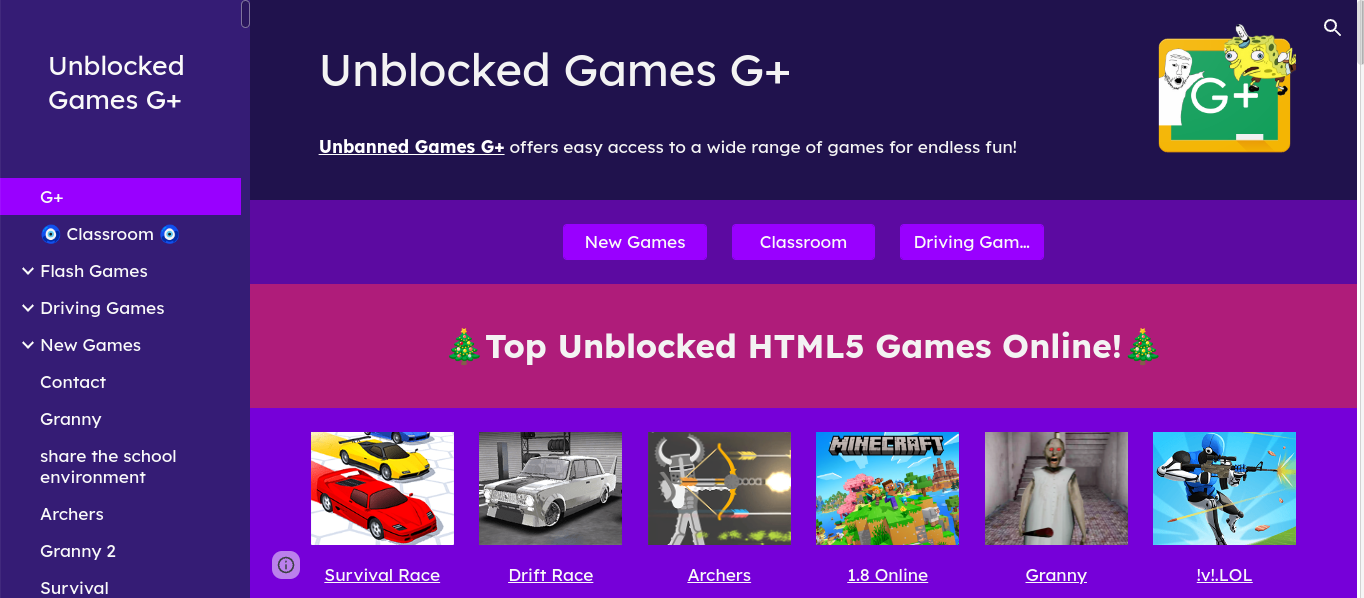 Unblocked
Games G+
G+
🧿 Classroom 🧿
Flash Games
Driving Games
New Games
Contact
Granny
share the school
environment
Archers
Granny 2
Survival
Unblocked Games G+
Unbanned Games G+ offers easy access to a wide range of games for endless fun!
G+
New Games
Classroom
Driving Gam...
🎄Top Unblocked HTML5 Games Online!🎄
MINECRAFT
Survival Race
Drift Race
Archers
1.8 Online
Granny
!v!.LOL